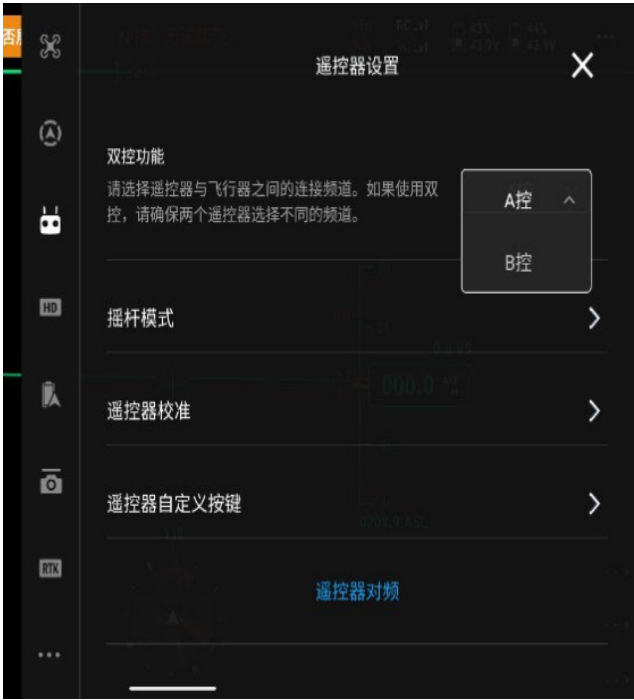 遥控器设置
双控功能
请选择遥控器与飞行器之间的连接频道。如果使用双
控，请确保两个遥控器选择不同的频道。
A控
B控
HD
摇杆模式
000.0
遥控器校准
遥控器自定义按键
RTK
遥控器对频